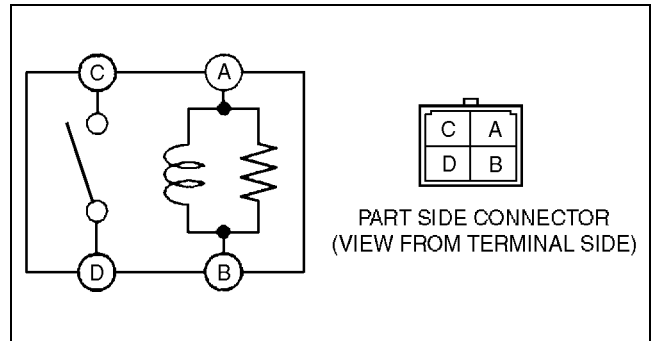 C A
D B
C A
D B
PART SIDE CONNECTOR
(VIEW FROM TERMINAL SIDE)